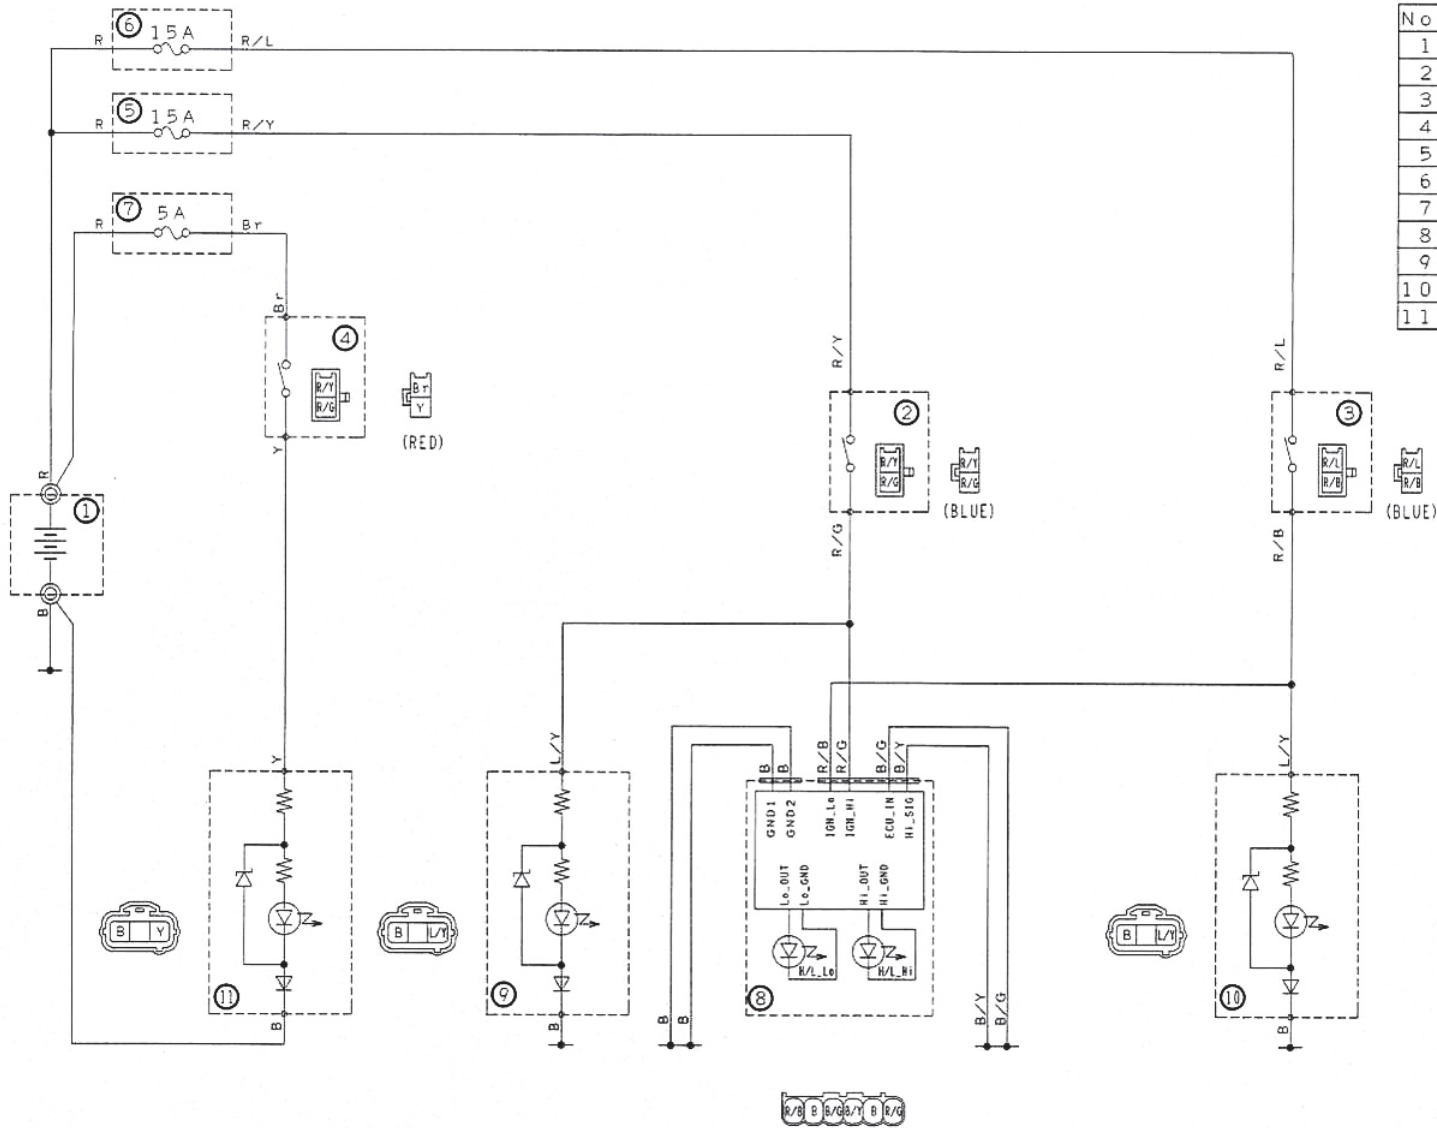 6 15A
R R/L
5 15A
R R/Y
7 5A
R Br
No
1
2
3
4
5
6
7
8
9
10
11
Br
4
R/Y
R/G
Br
Y
(RED)
Y
R/Y
2
R/Y
R/G
R/Y
R/G
(BLUE)
R/G
R/L
3
R/L
R/B
R/L
R/B
(BLUE)
R/B
R
1
B
Y
11
B
B Y
L/Y
9
B
B L/Y
B
B
R/B
R/G
B/G
B/Y
GND1
GND2
IGN_Lo
IGN_Hi
ECU_IN
Hi_SIG
Lo_OUT
Lo_GND
Hi_OUT
Hi_GND
H/L_Lo
H/L_Hi
8
B
B
B/Y
B/G
L/Y
10
B
B L/Y
R/B B B/G B/Y B R/G